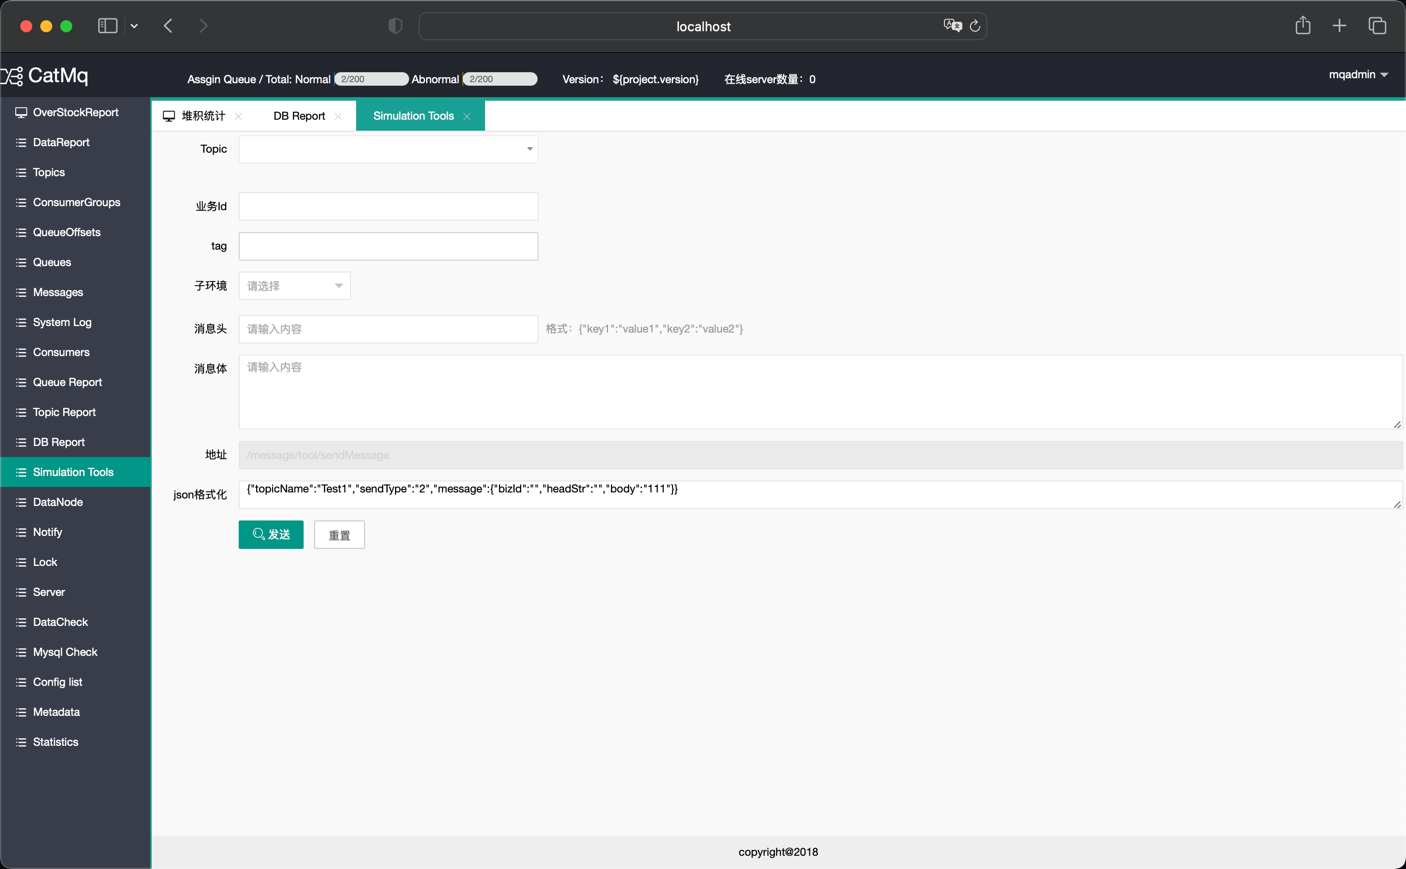 localhost
CatMq
Assgin Queue / Total: Normal 2/200 Abnormal 2/200 Version： ${project.version} 在线server数量：0
mqadmin
OverStockReport
DataReport
Topics
ConsumerGroups
QueueOffsets
Queues
Messages
System Log
Consumers
Queue Report
Topic Report
DB Report
Simulation Tools
DataNode
Notify
Lock
Server
DataCheck
Mysql Check
Config list
Metadata
Statistics
堆积统计 DB Report Simulation Tools
Topic
业务Id
tag
子环境 请选择
消息头 请输入内容 格式：{"key1":"value1","key2":"value2"}
消息体 请输入内容
地址 /message/tool/sendMessage
json格式化 {"topicName":"Test1","sendType":"2","message":{"bizId":"","headStr":"","body":"111"}}
发送 重置
copyright@2018